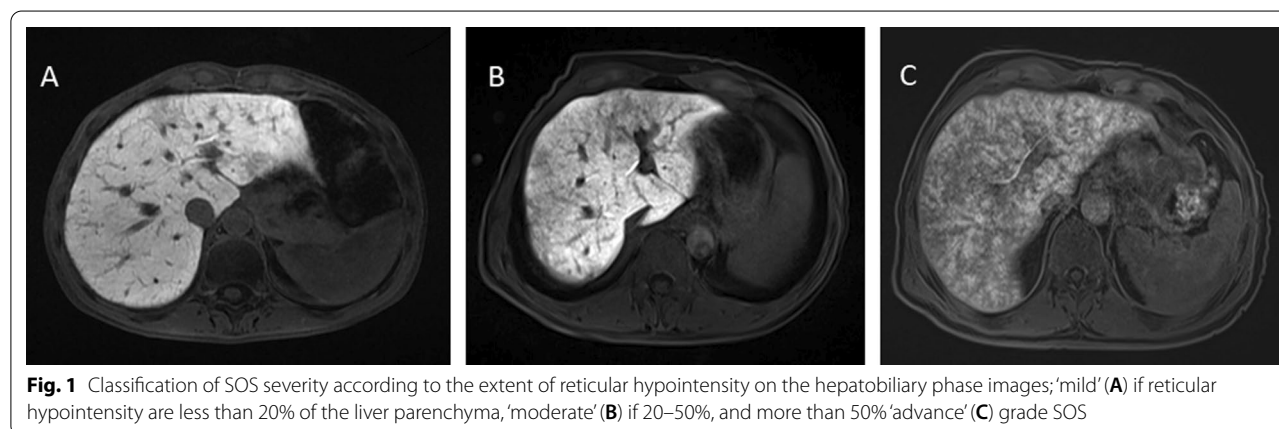 A
B
C
Fig. 1 Classification of SOS severity according to the extent of reticular hypointensity on the hepatobiliary phase images; 'mild' (A) if reticular
hypointensity are less than 20% of the liver parenchyma, 'moderate' (B) if 20–50%, and more than 50% 'advance' (C) grade SOS